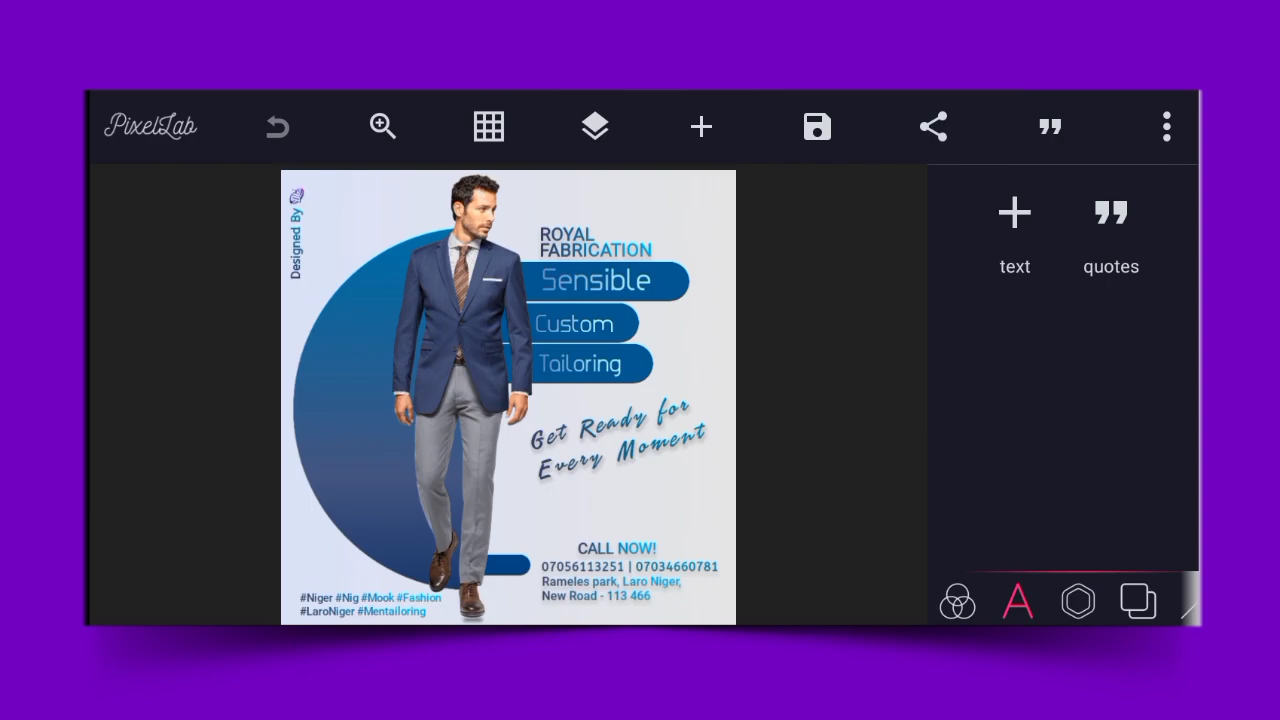 PixelLab
text
quotes
Designed By
ROYAL
FABRICATION
Sensible
Custom
Tailoring
Get Ready for
Every Moment
CALL NOW!
07056113251 | 07034660781
Rameles park, Laro Niger,
New Road - 113 466
#Niger #Nig #Mook #Fashion
#LaroNiger #Mentailoring